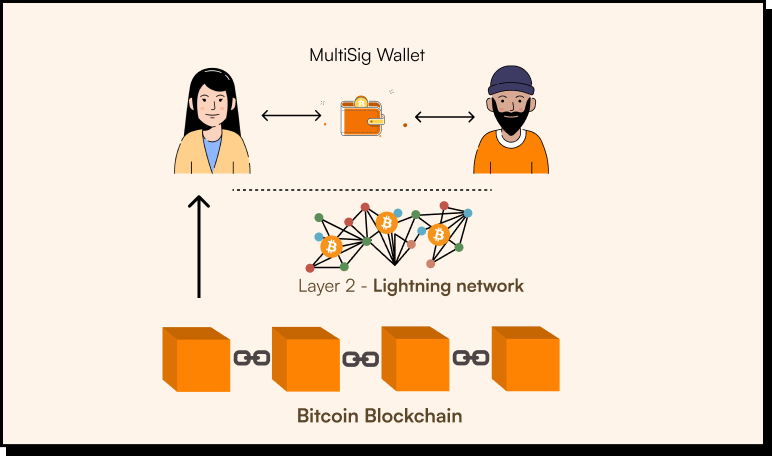 MultiSig Wallet
Layer 2 - Lightning network
Bitcoin Blockchain